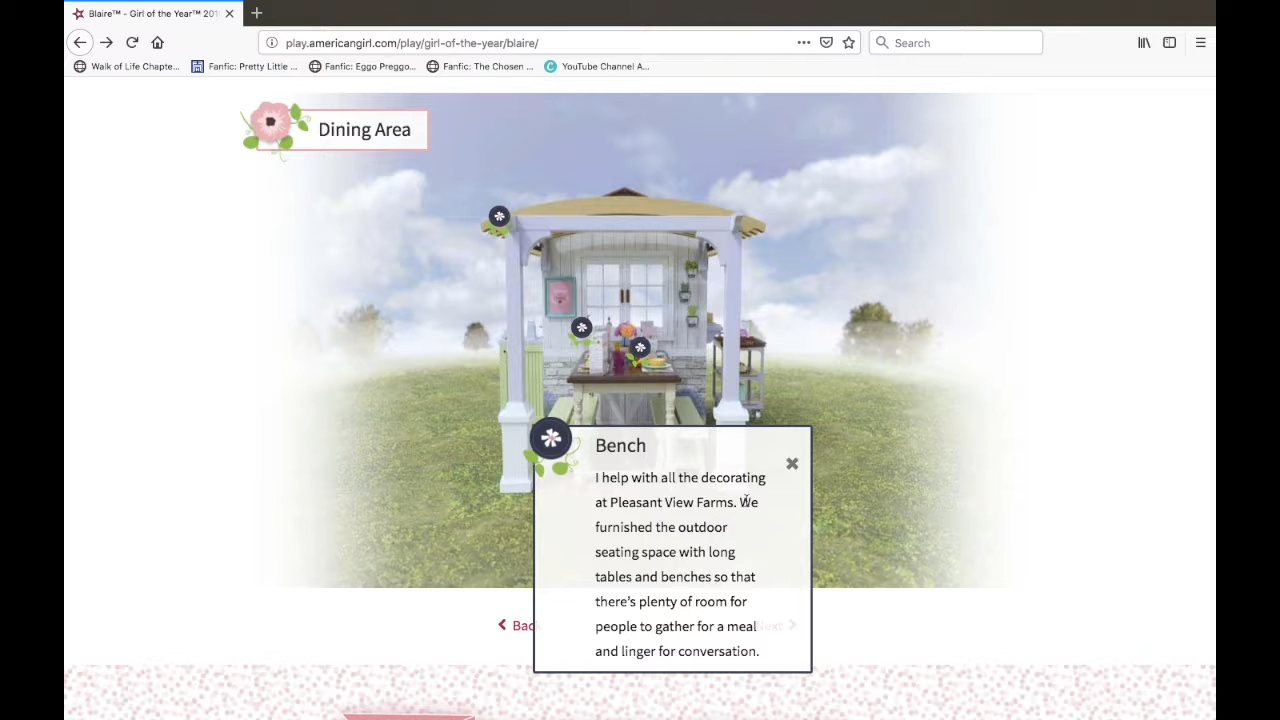 Blaire™ - Girl of the Year™ 201
play.americangirl.com/play/girl-of-the-year/blaire/
Search
Walk of Life Chapte...
Fanfic: Pretty Little ...
Fanfic: Eggo Preggo...
Fanfic: The Chosen ...
YouTube Channel A...
Dining Area
Bench
I help with all the decorating
at Pleasant View Farms. We
furnished the outdoor
seating space with long
tables and benches so that
there's plenty of room for
people to gather for a meal
and linger for conversation.
Back
Next